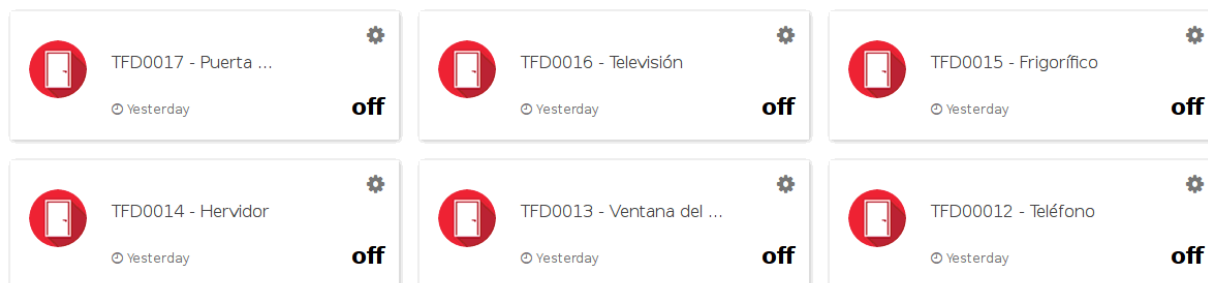 TFD0017 - Puerta ...
Yesterday
off
TFD0016 - Televisión
Yesterday
off
TFD0015 - Frigorífico
Yesterday
off
TFD0014 - Hervidor
Yesterday
off
TFD0013 - Ventana del ...
Yesterday
off
TFD00012 - Teléfono
Yesterday
off